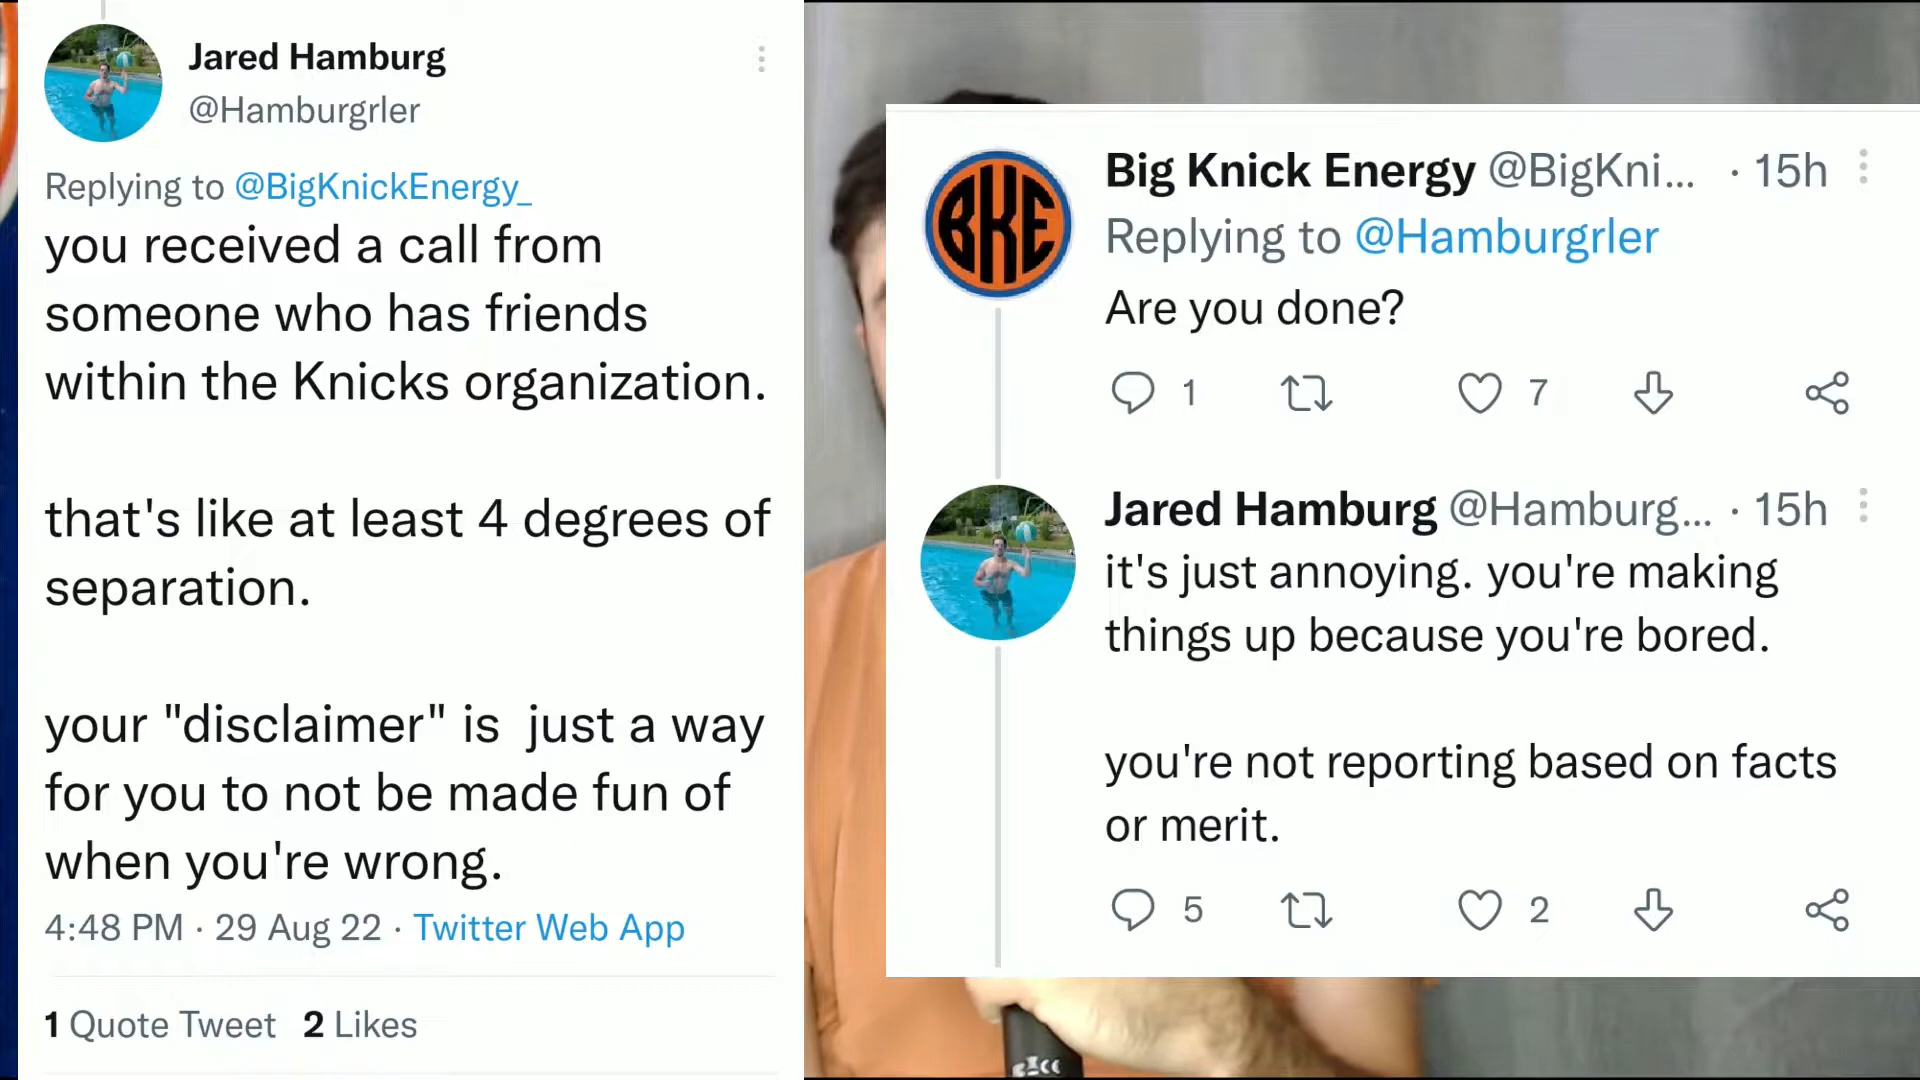 Jared Hamburg
@Hamburgrler
Replying to @BigKnickEnergy_
you received a call from
someone who has friends
within the Knicks organization.
that's like at least 4 degrees of
separation.
your "disclaimer" is just a way
for you to not be made fun of
when you're wrong.
4:48 PM · 29 Aug 22 · Twitter Web App
1 Quote Tweet 2 Likes
BKE
Big Knick Energy @BigKni... · 15h
Replying to @Hamburgrler
Are you done?
1 7
Jared Hamburg @Hamburg... · 15h
it's just annoying. you're making
things up because you're bored.
you're not reporting based on facts
or merit.
5 2